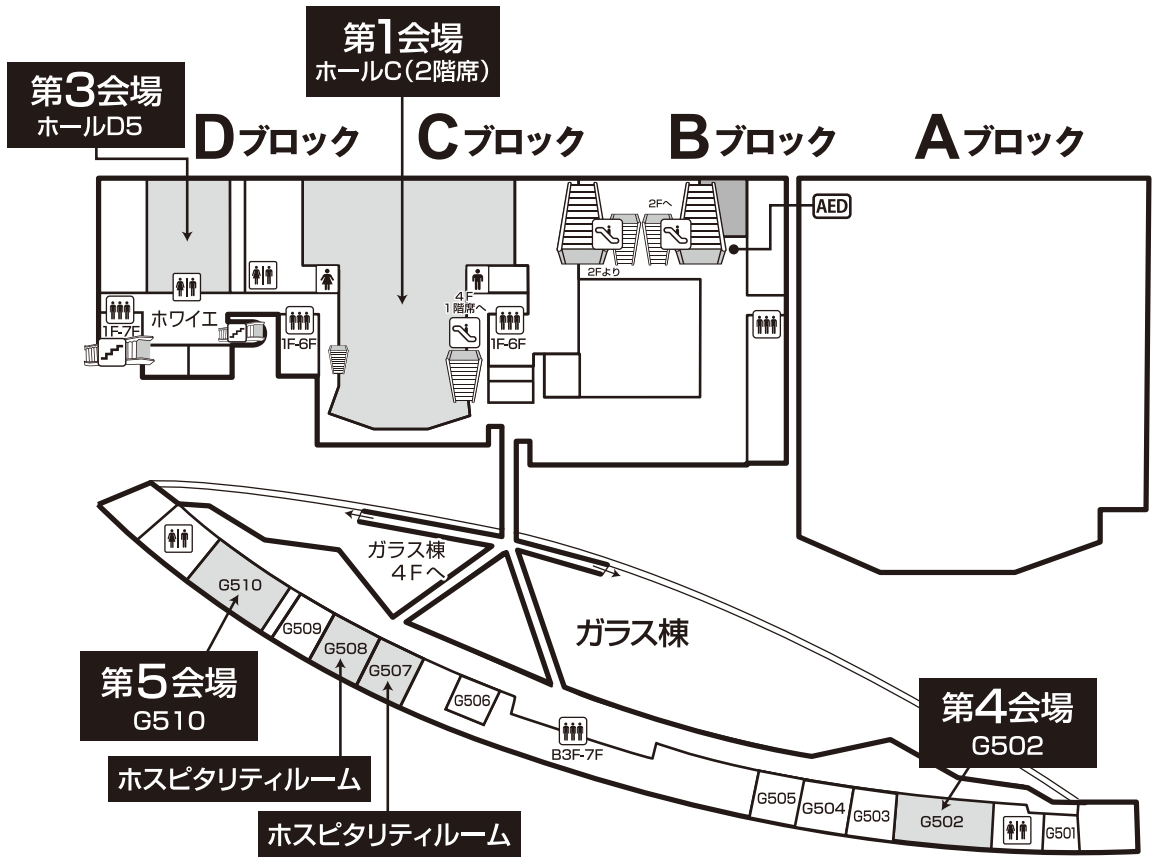 第1会場
ホールC(2階席)
第3会場
ホールD5
Dブロック
Cブロック
Bブロック
Aブロック
2Fへ
AED
2Fより
4F
1階席へ
ホワイエ
1F-7F
1F-6F
1F-6F
ガラス棟
4Fへ
ガラス棟
G510
G509
G508
G507
G506
第5会場
G510
B3F-7F
ホスピタリティルーム
ホスピタリティルーム
第4会場
G502
G505
G504
G503
G502
G501